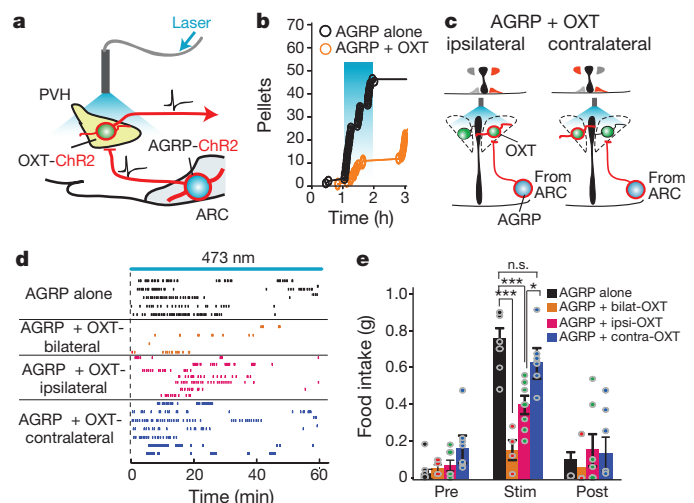 a
Laser
PVH
OXT-ChR2
AGRP-ChR2
ARC
b
AGRP alone
AGRP + OXT
Pellets
60
50
40
30
20
10
0
0 1 2 3
Time (h)
c
AGRP + OXT
ipsilateral contralateral
OXT
From
ARC
AGRP
From
ARC
d
473 nm
AGRP alone
AGRP + OXT-
bilateral
AGRP + OXT-
ipsilateral
AGRP + OXT-
contralateral
0 20 40 60
Time (min)
e
n.s.
***
***
*
AGRP alone
AGRP + bilat-OXT
AGRP + ipsi-OXT
AGRP + contra-OXT
Food intake (g)
1.0
0.8
0.6
0.4
0.2
0
Pre Stim Post